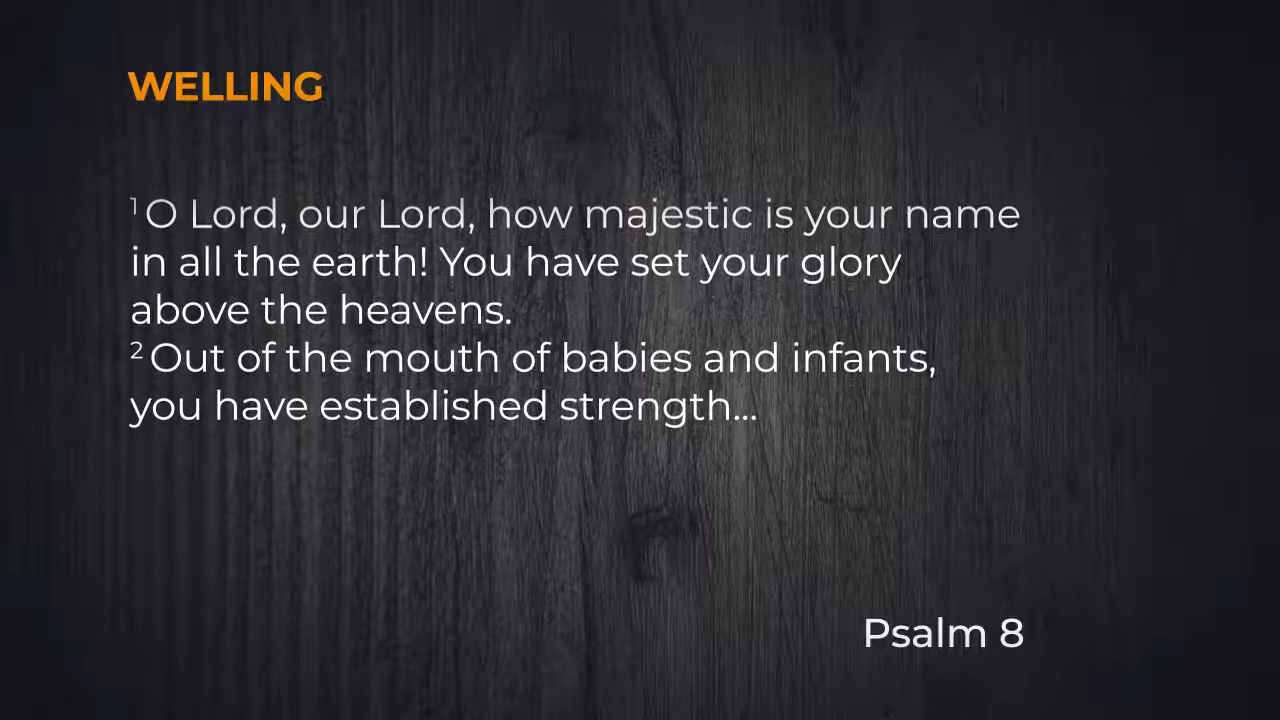 WELLING
¹ O Lord, our Lord, how majestic is your name
in all the earth! You have set your glory
above the heavens.
² Out of the mouth of babies and infants,
you have established strength...
Psalm 8